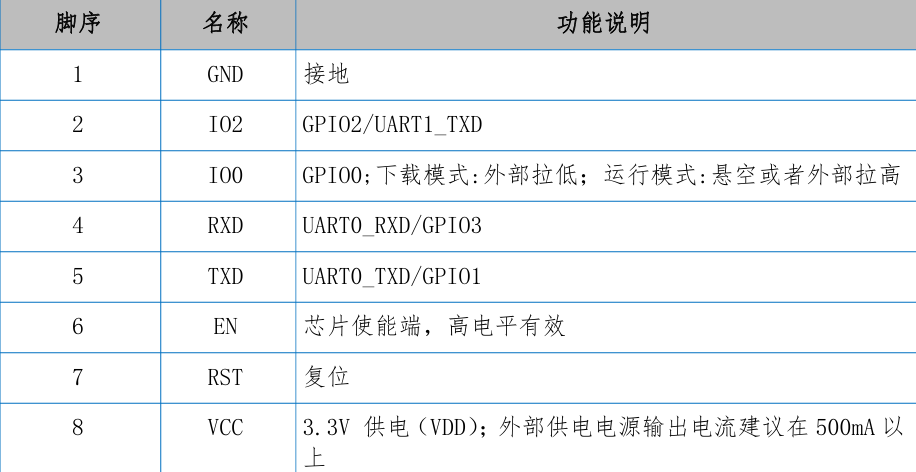 脚序 名称 功能说明
1 GND 接地
2 IO2 GPIO2/UART1_TXD
3 IO0 GPIO0;下载模式:外部拉低；运行模式:悬空或者外部拉高
4 RXD UART0_RXD/GPIO3
5 TXD UART0_TXD/GPIO1
6 EN 芯片使能端，高电平有效
7 RST 复位
8 VCC 3.3V 供电（VDD）；外部供电电源输出电流建议在 500mA 以
上